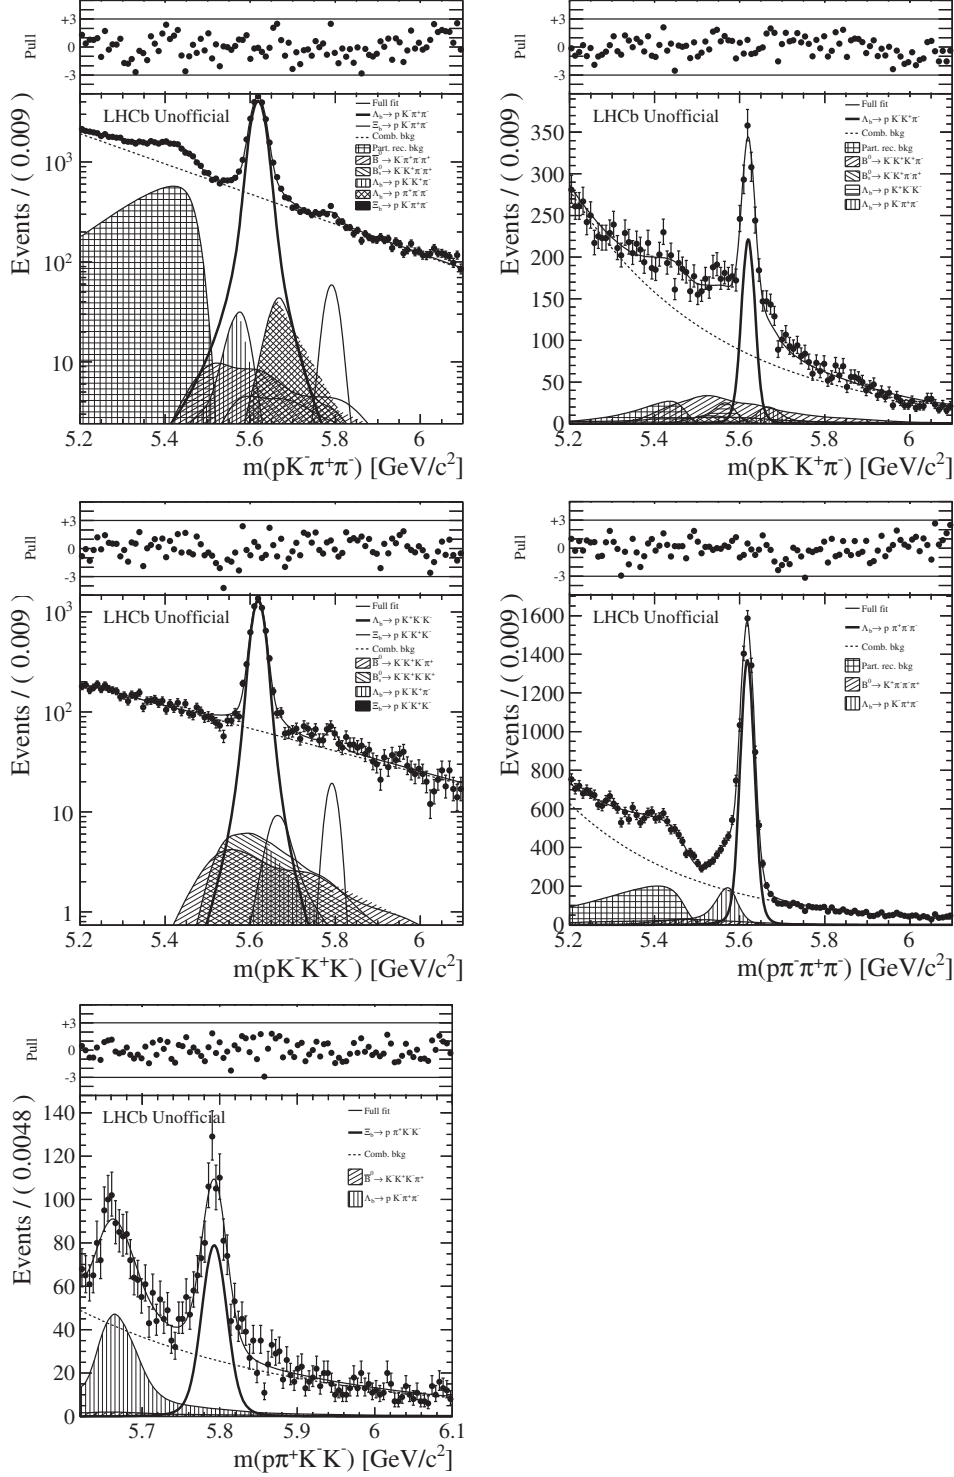 +3
0
-3
Pull
LHCb Unofficial
Full fit
Λb→ p K⁻π⁺π⁻
Ξb→ p K⁻π⁺π⁻
Comb. bkg
Part. rec. bkg
B̄⁰→ K⁻π⁺π⁻π⁺
Bs⁰→ K⁻K⁺π⁻π⁺
Λb→ p K⁻K⁺π⁻
Λb→ p π⁺π⁻π⁻
Ξb→ p K⁻π⁺π⁻
Events / ( 0.009 )
10³
10²
10
5.2 5.4 5.6 5.8 6
m(pK⁻π⁺π⁻) [GeV/c²]
+3
0
-3
Pull
LHCb Unofficial
Full fit
Λb→ p K⁻K⁺π⁻
Comb. bkg
Part. rec. bkg
B⁰→ K⁻K⁺K⁺π⁻
Bs⁰→ K⁻K⁺π⁻π⁺
Λb→ p K⁺K⁻K⁻
Λb→ p K⁻π⁺π⁻
Events / ( 0.009 )
350
300
250
200
150
100
50
0
5.2 5.4 5.6 5.8 6
m(pK⁻K⁺π⁻) [GeV/c²]
+3
0
-3
Pull
LHCb Unofficial
Full fit
Λb→ p K⁺K⁻K⁻
Ξb→ p K⁻K⁺K⁻
Comb. bkg
B̄⁰→ K⁻K⁺K⁻π⁺
Bs⁰→ K⁻K⁺K⁻K⁺
Λb→ p K⁻K⁺π⁻
Ξb→ p K⁻K⁺K⁻
Events / ( 0.009 )
10³
10²
10
1
5.2 5.4 5.6 5.8 6
m(pK⁻K⁺K⁻) [GeV/c²]
+3
0
-3
Pull
LHCb Unofficial
Full fit
Λb→ p π⁺π⁻π⁻
Comb. bkg
Part. rec. bkg
B⁰→ K⁺π⁻π⁻π⁺
Λb→ p K⁻π⁺π⁻
Events / ( 0.009 )
1600
1400
1200
1000
800
600
400
200
0
5.2 5.4 5.6 5.8 6
m(pπ⁻π⁺π⁻) [GeV/c²]
+3
0
-3
Pull
LHCb Unofficial
Full fit
Ξb→ p π⁺K⁻K⁻
Comb. bkg
B̄⁰→ K⁻K⁺K⁻π⁺
Λb→ p K⁻π⁺π⁻
Events / ( 0.0048 )
140
120
100
80
60
40
20
0
5.7 5.8 5.9 6 6.1
m(pπ⁺K⁻K⁻) [GeV/c²]